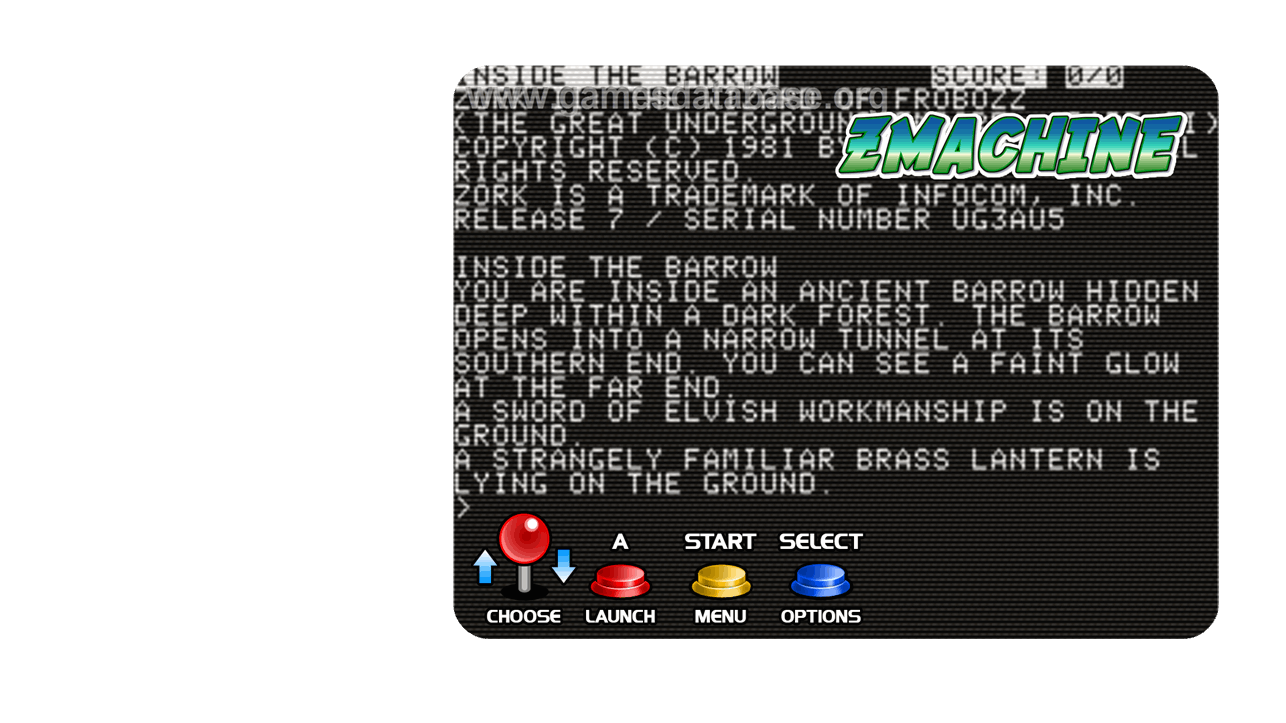 INSIDE THE BARROW SCORE: 0/0
www.gamesdatabase.org
OF FROBOZZ
(THE GREAT UNDERGROUND
ZMACHINE
COPYRIGHT (C) 1981 BY
RIGHTS RESERVED.
ZORK IS A TRADEMARK OF INFOCOM, INC.
RELEASE 7 / SERIAL NUMBER UG3AU5
INSIDE THE BARROW
YOU ARE INSIDE AN ANCIENT BARROW HIDDEN
DEEP WITHIN A DARK FOREST. THE BARROW
OPENS INTO A NARROW TUNNEL AT ITS
SOUTHERN END. YOU CAN SEE A FAINT GLOW
AT THE FAR END.
A SWORD OF ELVISH WORKMANSHIP IS ON THE
GROUND.
A STRANGELY FAMILIAR BRASS LANTERN IS
LYING ON THE GROUND.
>
A START SELECT
CHOOSE LAUNCH MENU OPTIONS